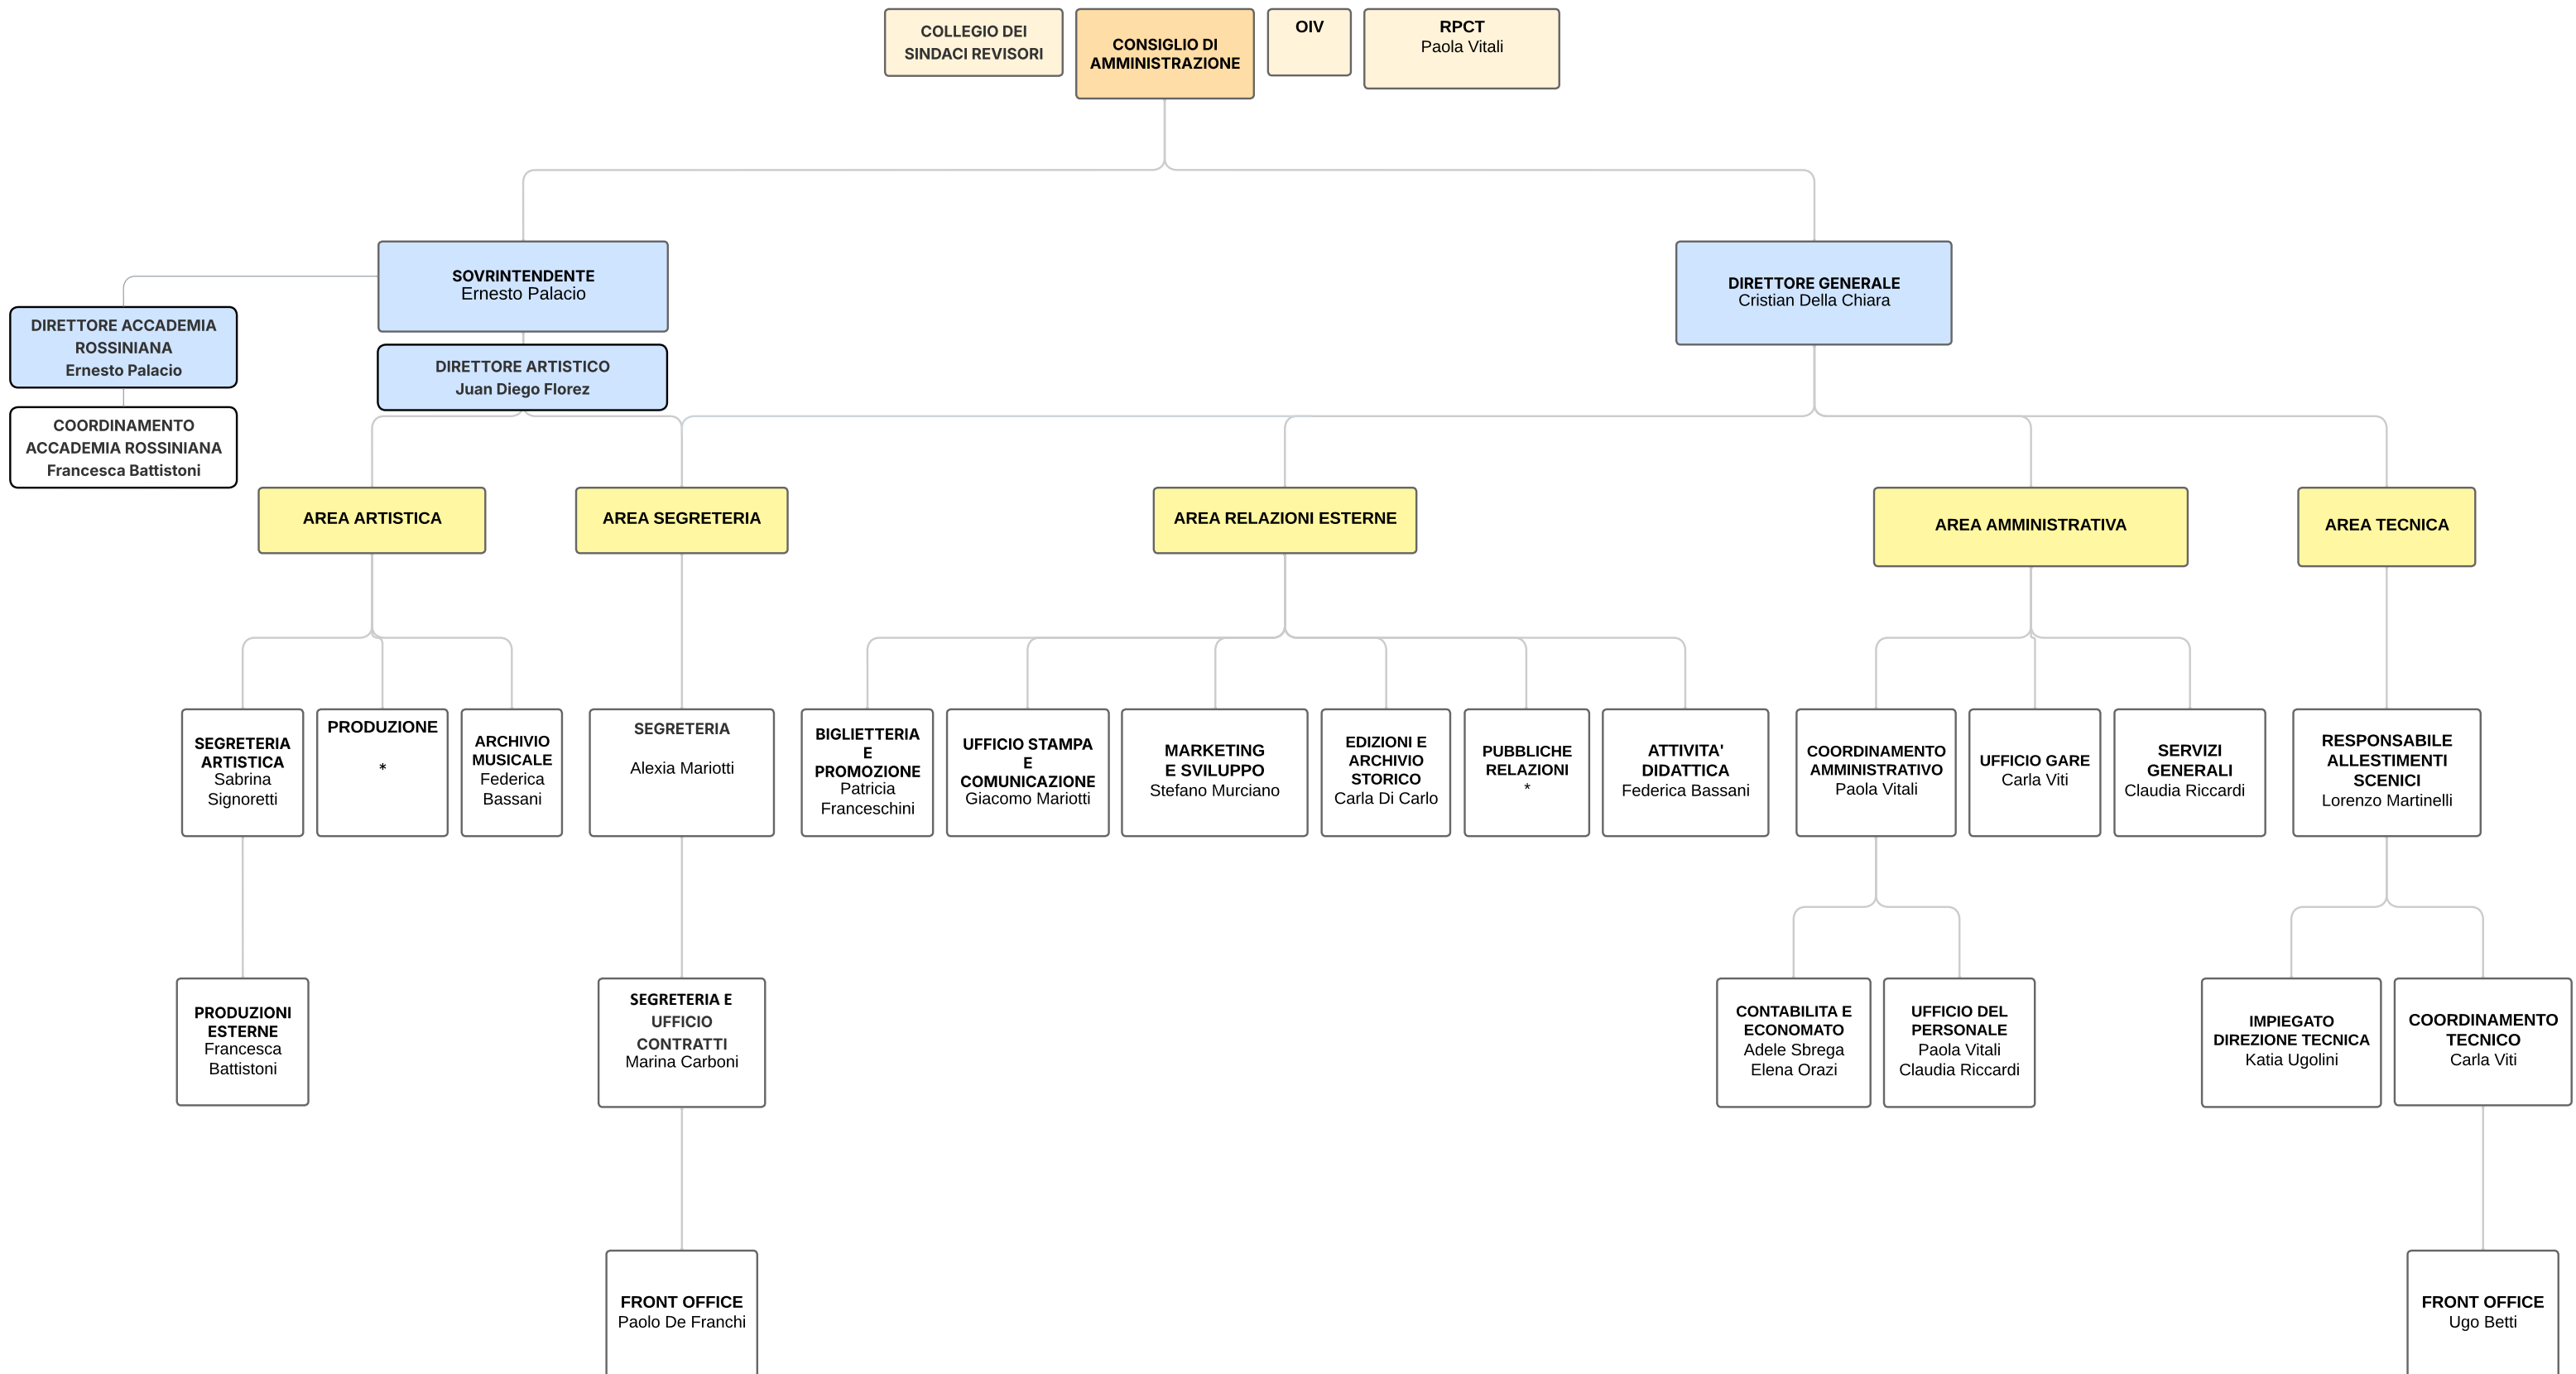 COLLEGIO DEI
SINDACI REVISORI
CONSIGLIO DI
AMMINISTRAZIONE
OIV
RPCT
Paola Vitali
SOVRINTENDENTE
Ernesto Palacio
DIRETTORE GENERALE
Cristian Della Chiara
DIRETTORE ACCADEMIA
ROSSINIANA
Ernesto Palacio
DIRETTORE ARTISTICO
Juan Diego Florez
COORDINAMENTO
ACCADEMIA ROSSINIANA
Francesca Battistoni
AREA ARTISTICA
AREA SEGRETERIA
AREA RELAZIONI ESTERNE
AREA AMMINISTRATIVA
AREA TECNICA
SEGRETERIA
ARTISTICA
Sabrina
Signoretti
PRODUZIONE
*
ARCHIVIO
MUSICALE
Federica
Bassani
SEGRETERIA
Alexia Mariotti
BIGLIETTERIA
E
PROMOZIONE
Patricia
Franceschini
UFFICIO STAMPA
E
COMUNICAZIONE
Giacomo Mariotti
MARKETING
E SVILUPPO
Stefano Murciano
EDIZIONI E
ARCHIVIO
STORICO
Carla Di Carlo
PUBBLICHE
RELAZIONI
*
ATTIVITA'
DIDATTICA
Federica Bassani
COORDINAMENTO
AMMINISTRATIVO
Paola Vitali
UFFICIO GARE
Carla Viti
SERVIZI
GENERALI
Claudia Riccardi
RESPONSABILE
ALLESTIMENTI
SCENICI
Lorenzo Martinelli
PRODUZIONI
ESTERNE
Francesca
Battistoni
SEGRETERIA E
UFFICIO
CONTRATTI
Marina Carboni
CONTABILITA E
ECONOMATO
Adele Sbrega
Elena Orazi
UFFICIO DEL
PERSONALE
Paola Vitali
Claudia Riccardi
IMPIEGATO
DIREZIONE TECNICA
Katia Ugolini
COORDINAMENTO
TECNICO
Carla Viti
FRONT OFFICE
Paolo De Franchi
FRONT OFFICE
Ugo Betti